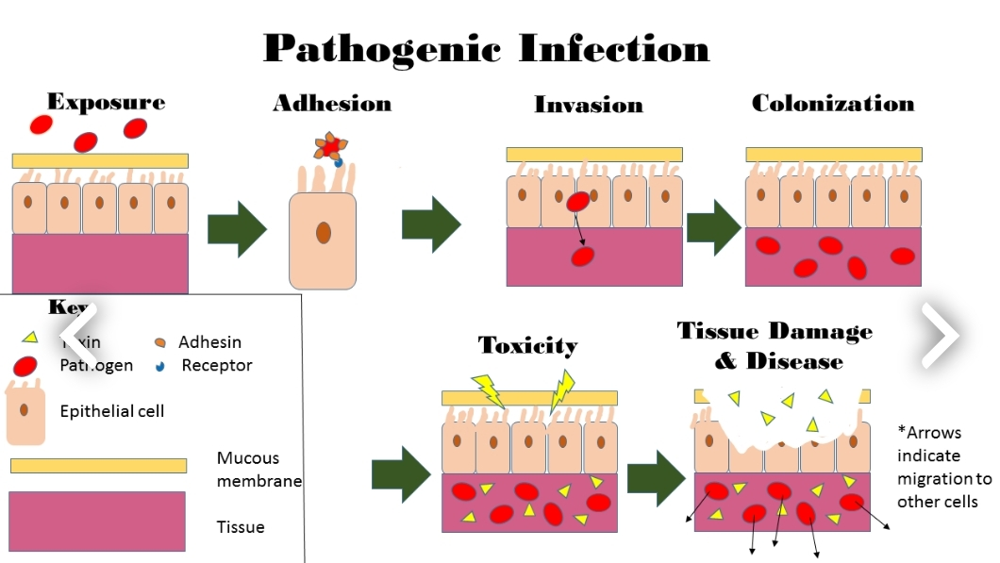 Pathogenic Infection
Exposure
Adhesion
Invasion
Colonization
Key
Adhesin
Pathogen
Receptor
Epithelial cell
Mucous
membrane
Tissue
Toxicity
Tissue Damage
& Disease
*Arrows
indicate
migration to
other cells